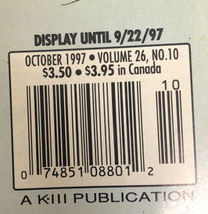 DISPLAY UNTIL 9/22/97
OCTOBER 1997 • VOLUME 26, NO.10
$3.50 • $3.95 in Canada
10
0 74851 08801 2
A K-III PUBLICATION